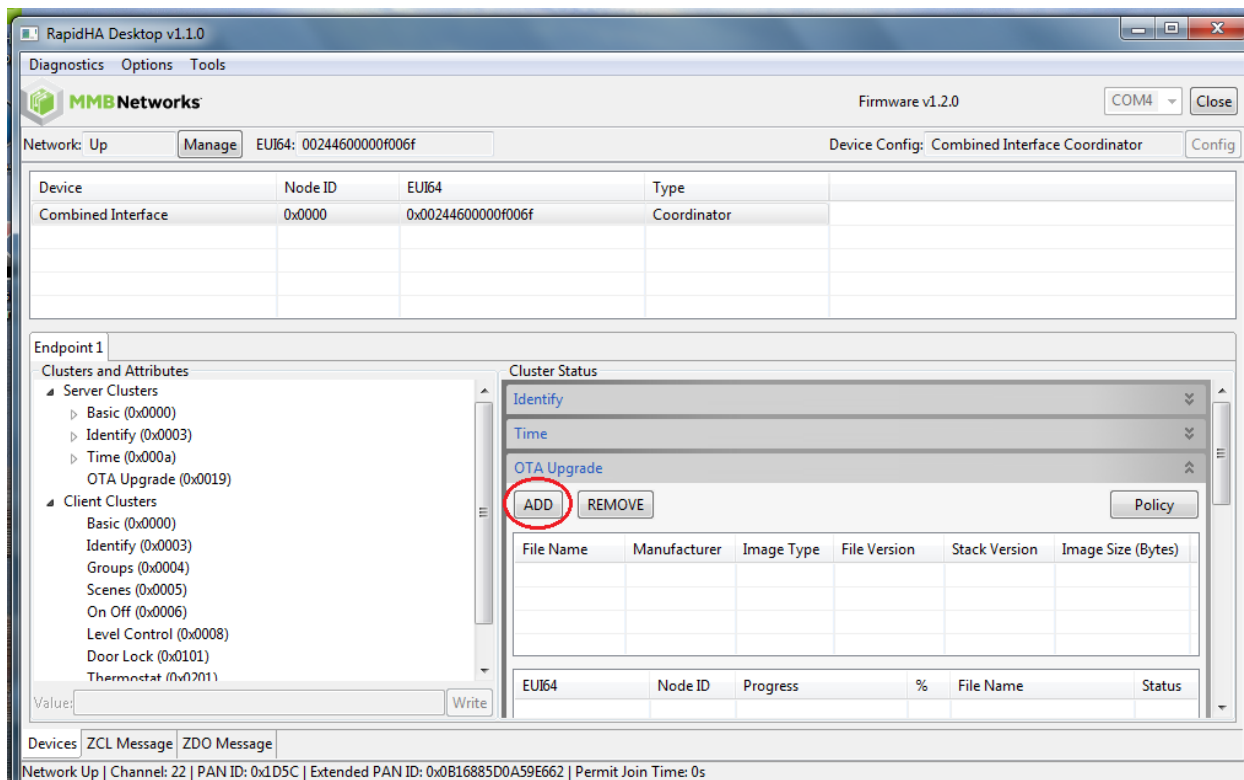 RapidHA Desktop v1.1.0
Diagnostics Options Tools
MMBNetworks Firmware v1.2.0 COM4 Close
Network: Up Manage EUI64: 00244600000f006f Device Config: Combined Interface Coordinator Config
Device Node ID EUI64 Type
Combined Interface 0x0000 0x00244600000f006f Coordinator
Endpoint 1
Clusters and Attributes
Server Clusters
Basic (0x0000)
Identify (0x0003)
Time (0x000a)
OTA Upgrade (0x0019)
Client Clusters
Basic (0x0000)
Identify (0x0003)
Groups (0x0004)
Scenes (0x0005)
On Off (0x0006)
Level Control (0x0008)
Door Lock (0x0101)
Thermostat (0x0201)
Value: Write
Cluster Status
Identify
Time
OTA Upgrade
ADD REMOVE Policy
File Name Manufacturer Image Type File Version Stack Version Image Size (Bytes)
EUI64 Node ID Progress % File Name Status
Devices ZCL Message ZDO Message
Network Up | Channel: 22 | PAN ID: 0x1D5C | Extended PAN ID: 0x0B16885D0A59E662 | Permit Join Time: 0s